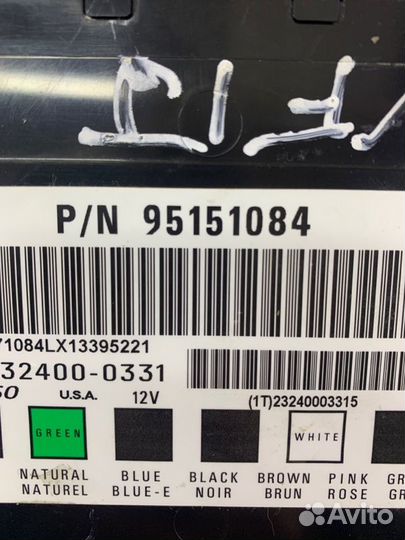 P/N 95151084
71084LX13395221
32400-0331
U.S.A. 12V
(1T)23240003315
GREEN WHITE
NATURAL BLUE BLACK BROWN PINK
NATUREL BLUE-E NOIR BRUN ROSE
Avito